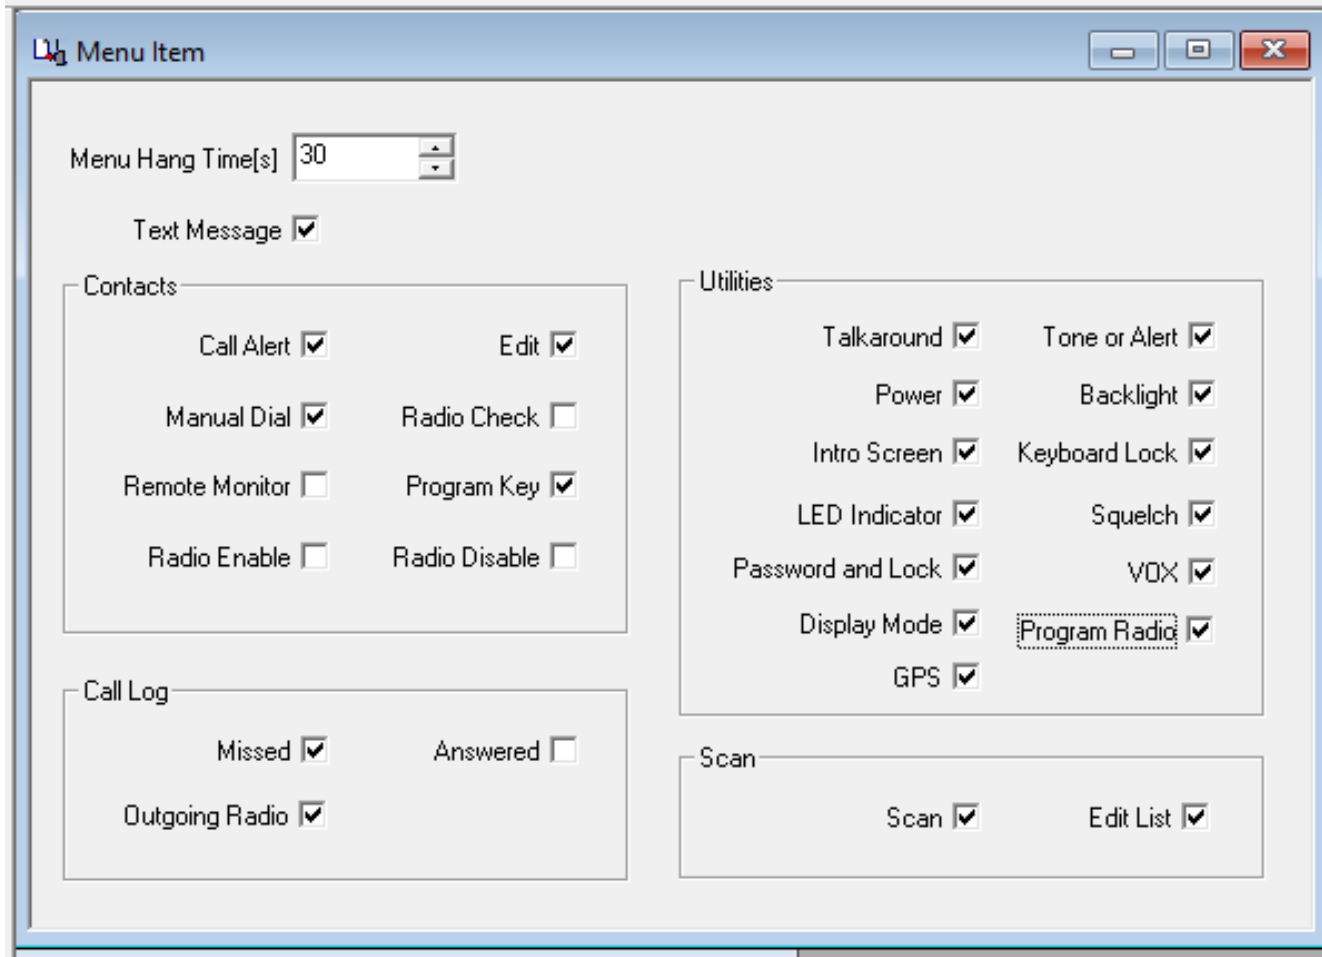 Menu Item
Menu Hang Time[s] 30
Text Message
Contacts
Call Alert Edit
Manual Dial Radio Check
Remote Monitor Program Key
Radio Enable Radio Disable
Call Log
Missed Answered
Outgoing Radio
Utilities
Talkaround Tone or Alert
Power Backlight
Intro Screen Keyboard Lock
LED Indicator Squelch
Password and Lock VOX
Display Mode Program Radio
GPS
Scan
Scan Edit List